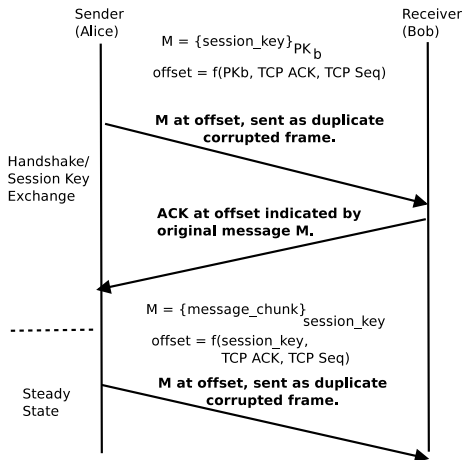 Sender
(Alice)
Receiver
(Bob)
M = {session_key}PKb
offset = f(PKb, TCP ACK, TCP Seq)
M at offset, sent as duplicate
corrupted frame.
Handshake/
Session Key
Exchange
ACK at offset indicated by
original message M.
M = {message_chunk}session_key
offset = f(session_key,
TCP ACK, TCP Seq)
M at offset, sent as duplicate
corrupted frame.
Steady
State